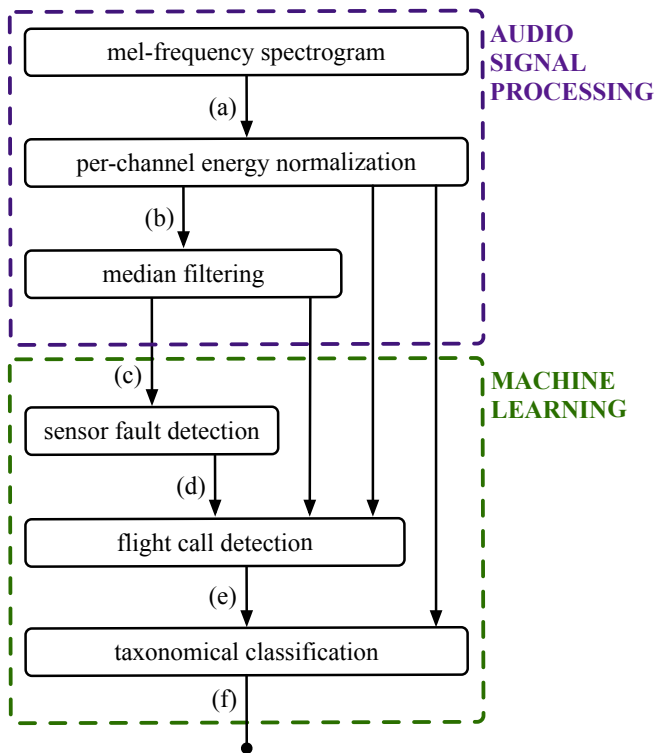 mel-frequency spectrogram
AUDIO
SIGNAL
PROCESSING
(a)
per-channel energy normalization
(b)
median filtering
(c)
MACHINE
LEARNING
sensor fault detection
(d)
flight call detection
(e)
taxonomical classification
(f)